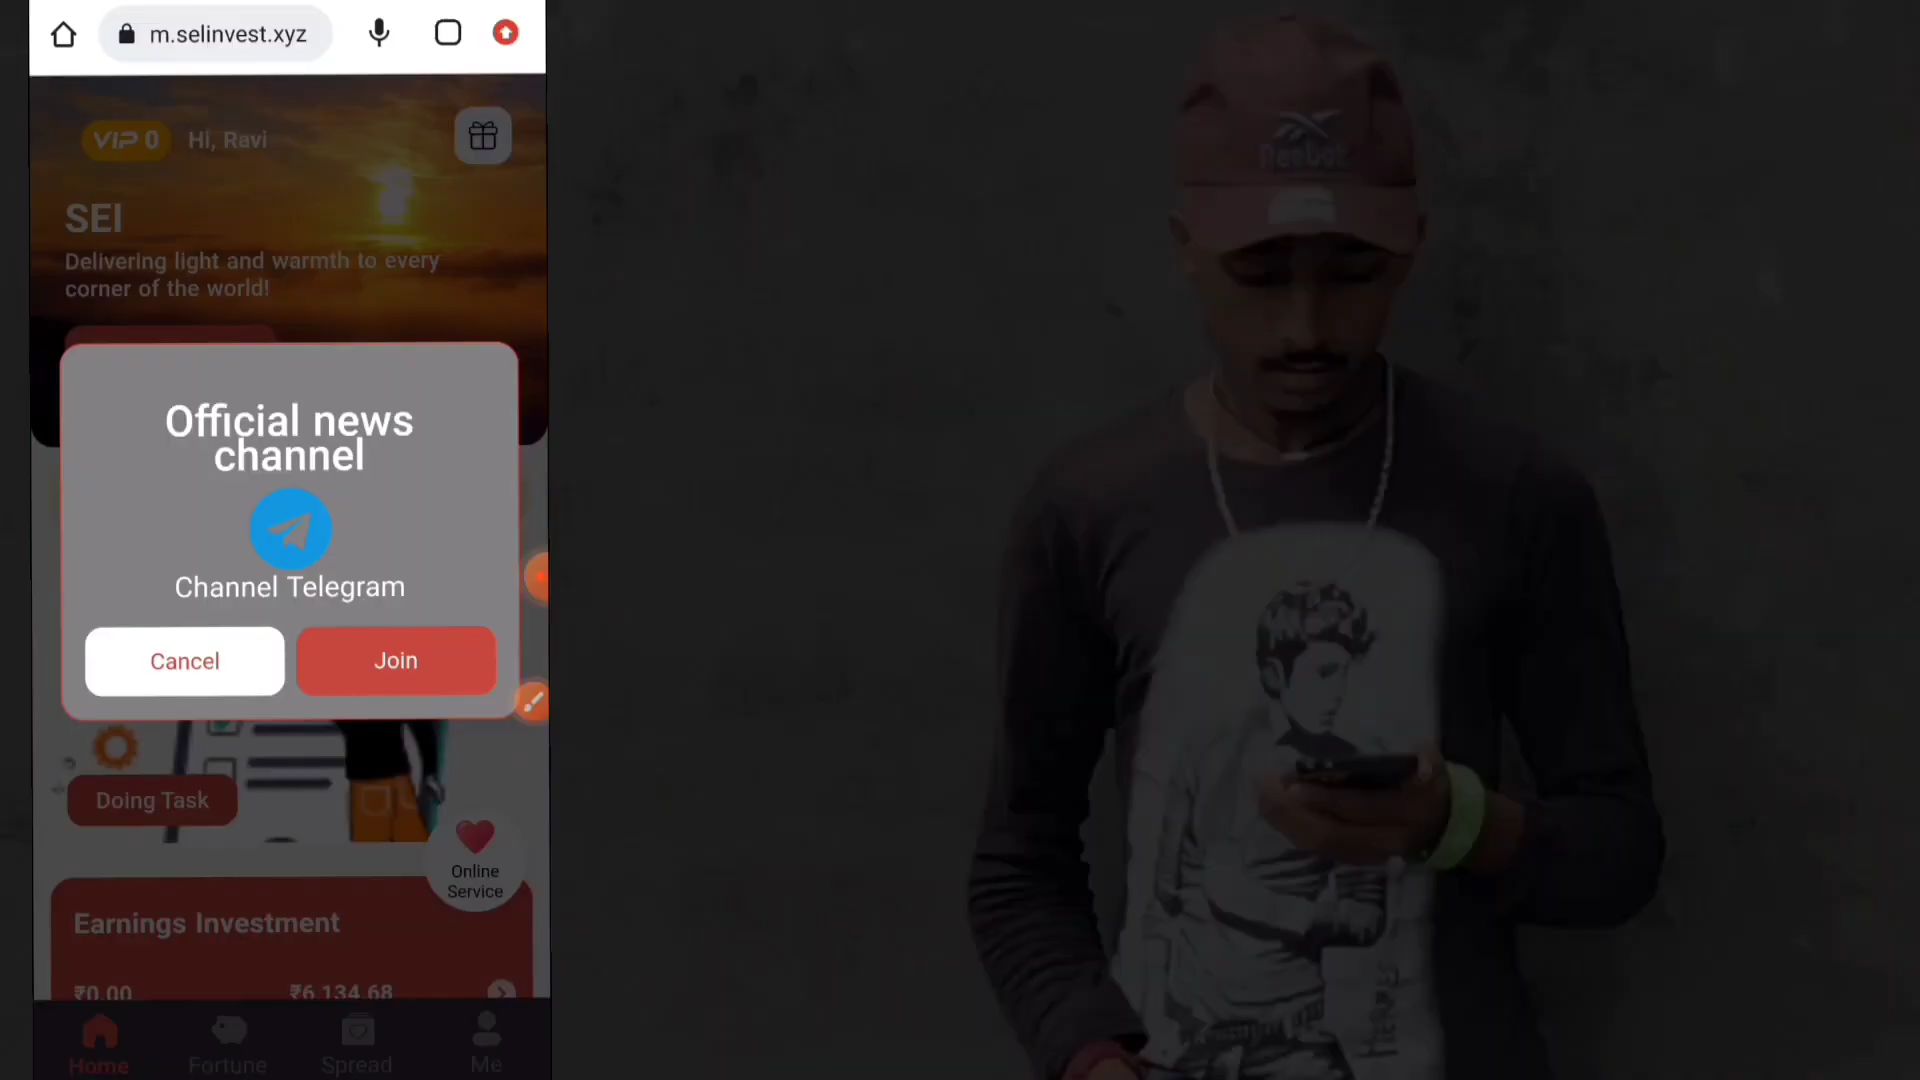 m.selinvest.xyz
VIP 0 Hi, Ravi
SEI
Delivering light and warmth to every
corner of the world!
Official news
channel
Channel Telegram
Cancel Join
Doing Task
Online
Service
Earnings Investment
₹0.00 ₹6,134.68
Home Fortune Spread Me
Reebok